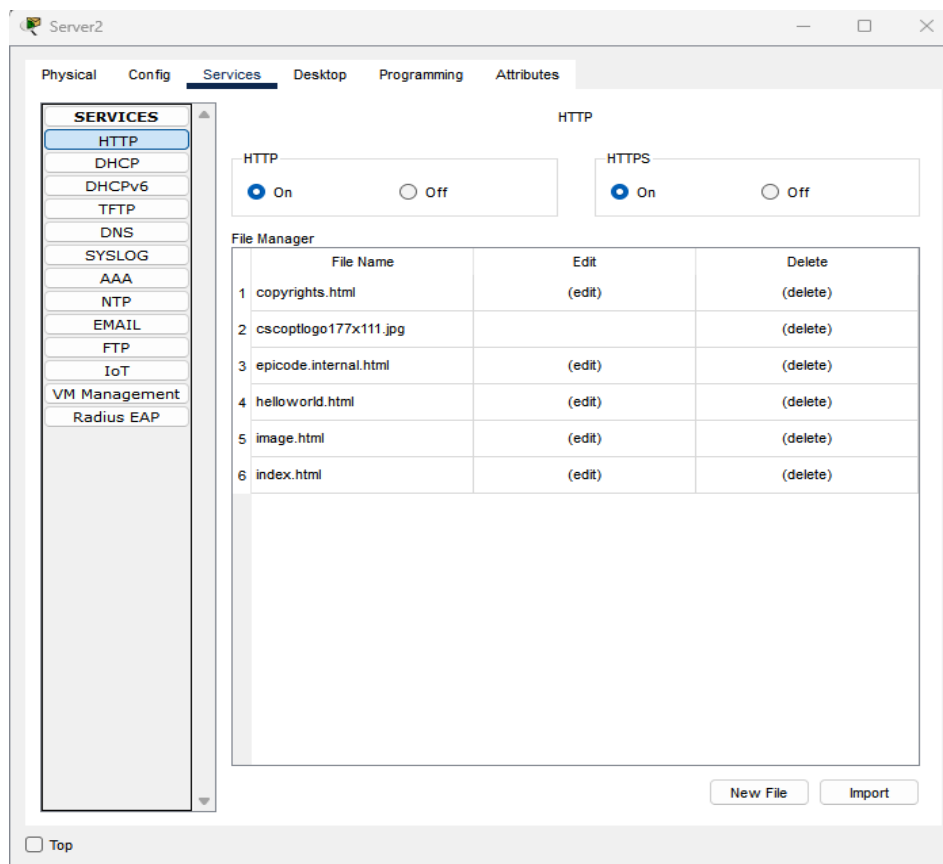 Server2
Physical Config Services Desktop Programming Attributes
SERVICES
HTTP
DHCP
DHCPv6
TFTP
DNS
SYSLOG
AAA
NTP
EMAIL
FTP
IoT
VM Management
Radius EAP
HTTP
HTTP
On Off
HTTPS
On Off
File Manager
File Name Edit Delete
1 copyrights.html (edit) (delete)
2 cscoptlogo177x111.jpg (delete)
3 epicode.internal.html (edit) (delete)
4 helloworld.html (edit) (delete)
5 image.html (edit) (delete)
6 index.html (edit) (delete)
New File Import
Top